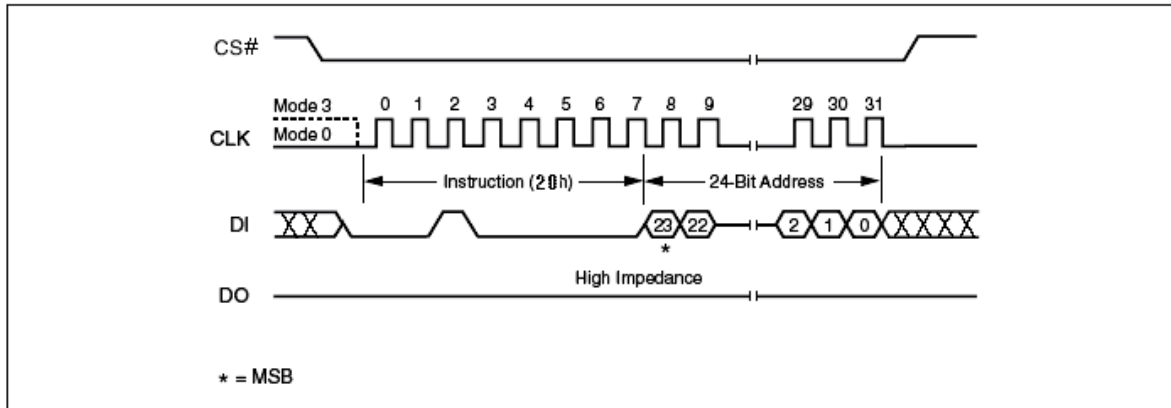 CS#
Mode 3
0 1 2 3 4 5 6 7 8 9 29 30 31
CLK
Mode 0
Instruction (20h)
24-Bit Address
DI
23 22 2 1 0
*
High Impedance
DO
* = MSB